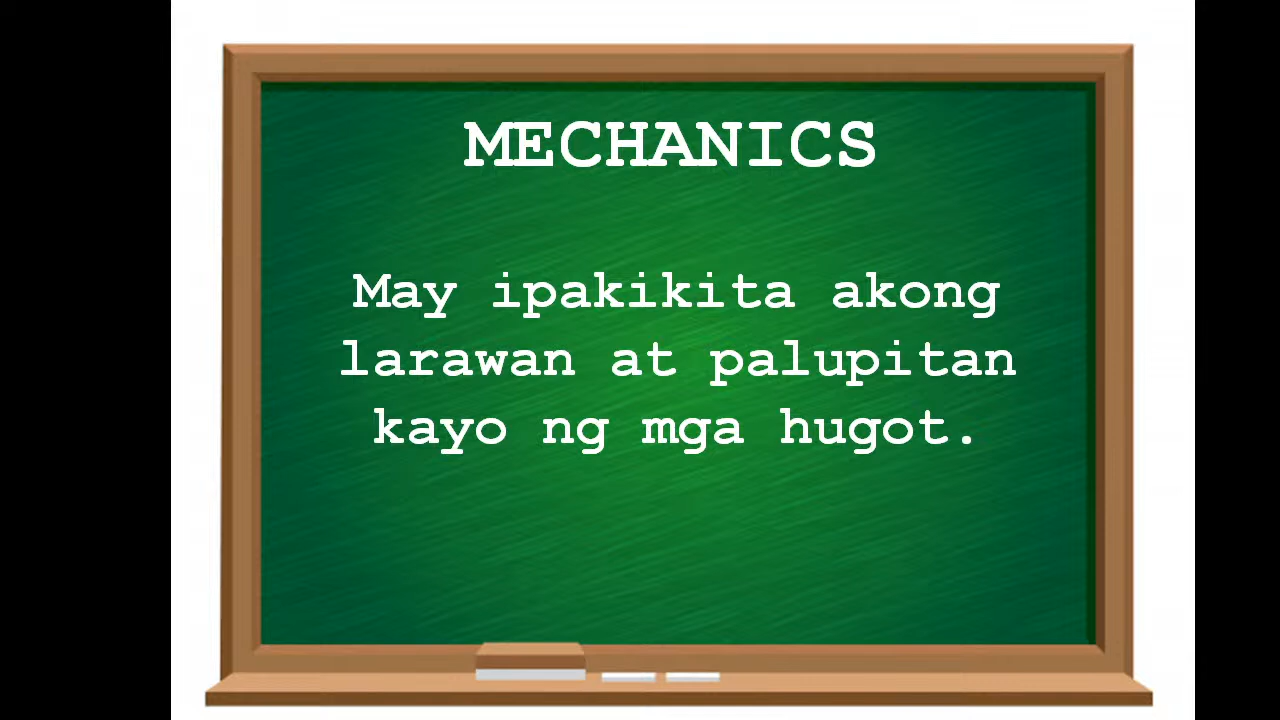 MECHANICS
May ipakikita akong
larawan at palupitan
kayo ng mga hugot.